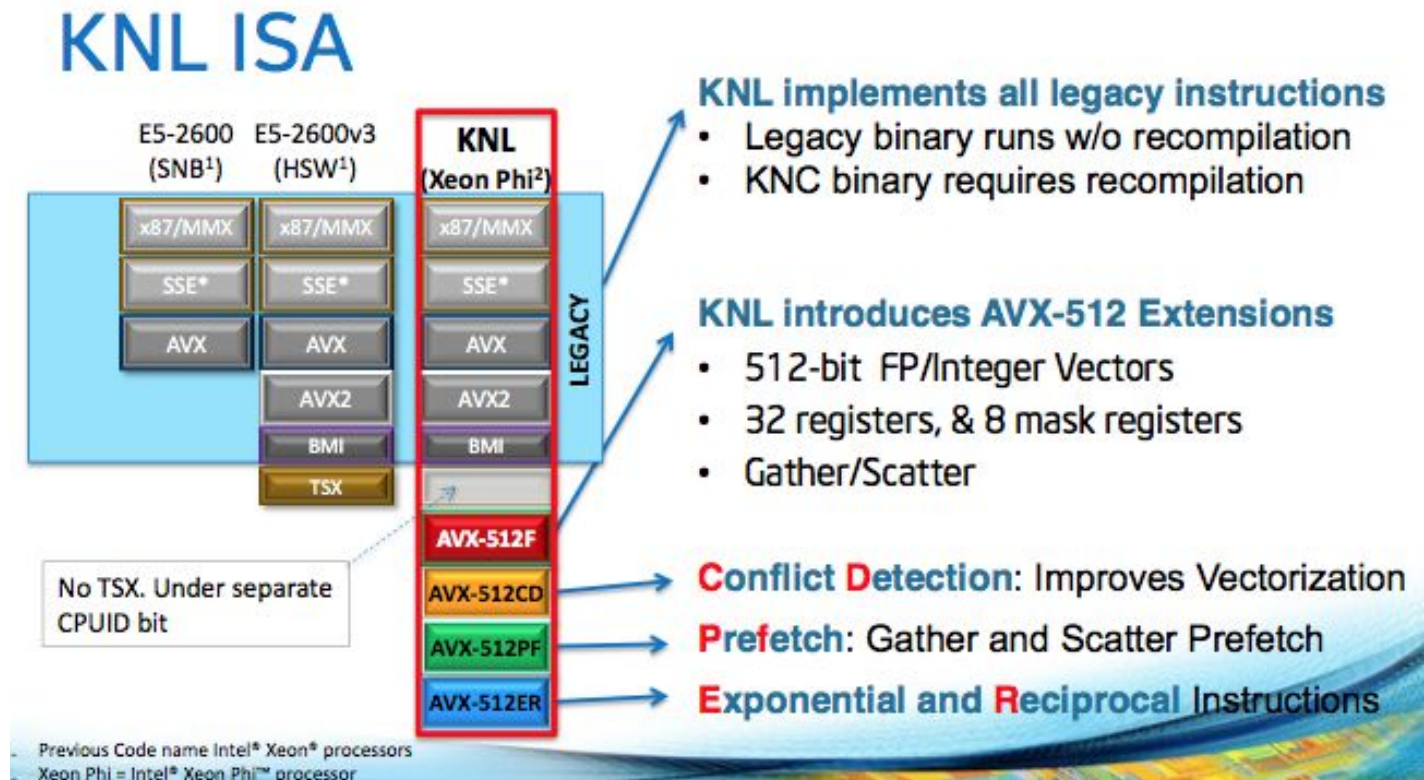 KNL ISA
E5-2600
(SNB¹)
E5-2600v3
(HSW¹)
KNL
(Xeon Phi²)
x87/MMX
SSE*
AVX
x87/MMX
SSE*
AVX
AVX2
BMI
TSX
x87/MMX
SSE*
AVX
AVX2
BMI
AVX-512F
AVX-512CD
AVX-512PF
AVX-512ER
LEGACY
No TSX. Under separate
CPUID bit
KNL implements all legacy instructions
• Legacy binary runs w/o recompilation
• KNC binary requires recompilation
KNL introduces AVX-512 Extensions
• 512-bit FP/Integer Vectors
• 32 registers, & 8 mask registers
• Gather/Scatter
Conflict Detection: Improves Vectorization
Prefetch: Gather and Scatter Prefetch
Exponential and Reciprocal Instructions
Previous Code name Intel® Xeon® processors
Xeon Phi = Intel® Xeon Phi™ processor